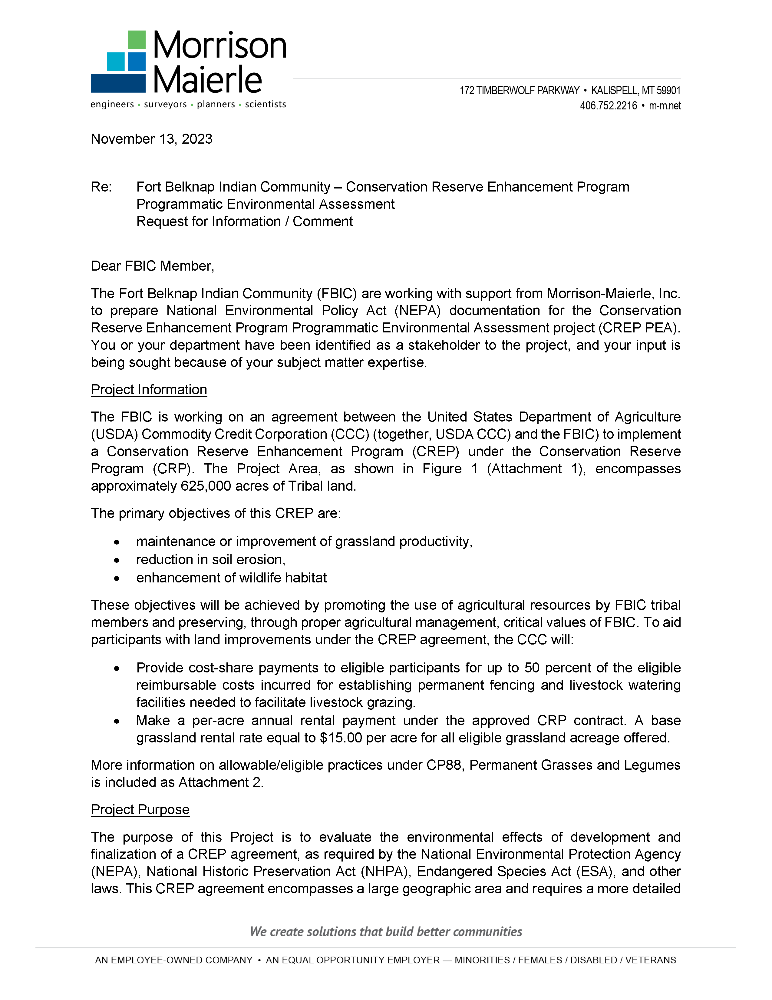 Morrison
Maierle
engineers ▪ surveyors ▪ planners ▪ scientists
172 TIMBERWOLF PARKWAY • KALISPELL, MT 59901
406.752.2216 • m-m.net
November 13, 2023
Re: Fort Belknap Indian Community – Conservation Reserve Enhancement Program
Programmatic Environmental Assessment
Request for Information / Comment
Dear FBIC Member,
The Fort Belknap Indian Community (FBIC) are working with support from Morrison-Maierle, Inc.
to prepare National Environmental Policy Act (NEPA) documentation for the Conservation
Reserve Enhancement Program Programmatic Environmental Assessment project (CREP PEA).
You or your department have been identified as a stakeholder to the project, and your input is
being sought because of your subject matter expertise.
Project Information
The FBIC is working on an agreement between the United States Department of Agriculture
(USDA) Commodity Credit Corporation (CCC) (together, USDA CCC) and the FBIC) to implement
a Conservation Reserve Enhancement Program (CREP) under the Conservation Reserve
Program (CRP). The Project Area, as shown in Figure 1 (Attachment 1), encompasses
approximately 625,000 acres of Tribal land.
The primary objectives of this CREP are:
• maintenance or improvement of grassland productivity,
• reduction in soil erosion,
• enhancement of wildlife habitat
These objectives will be achieved by promoting the use of agricultural resources by FBIC tribal
members and preserving, through proper agricultural management, critical values of FBIC. To aid
participants with land improvements under the CREP agreement, the CCC will:
• Provide cost-share payments to eligible participants for up to 50 percent of the eligible
reimbursable costs incurred for establishing permanent fencing and livestock watering
facilities needed to facilitate livestock grazing.
• Make a per-acre annual rental payment under the approved CRP contract. A base
grassland rental rate equal to $15.00 per acre for all eligible grassland acreage offered.
More information on allowable/eligible practices under CP88, Permanent Grasses and Legumes
is included as Attachment 2.
Project Purpose
The purpose of this Project is to evaluate the environmental effects of development and
finalization of a CREP agreement, as required by the National Environmental Protection Agency
(NEPA), National Historic Preservation Act (NHPA), Endangered Species Act (ESA), and other
laws. This CREP agreement encompasses a large geographic area and requires a more detailed
We create solutions that build better communities
AN EMPLOYEE-OWNED COMPANY • AN EQUAL OPPORTUNITY EMPLOYER — MINORITIES / FEMALES / DISABLED / VETERANS